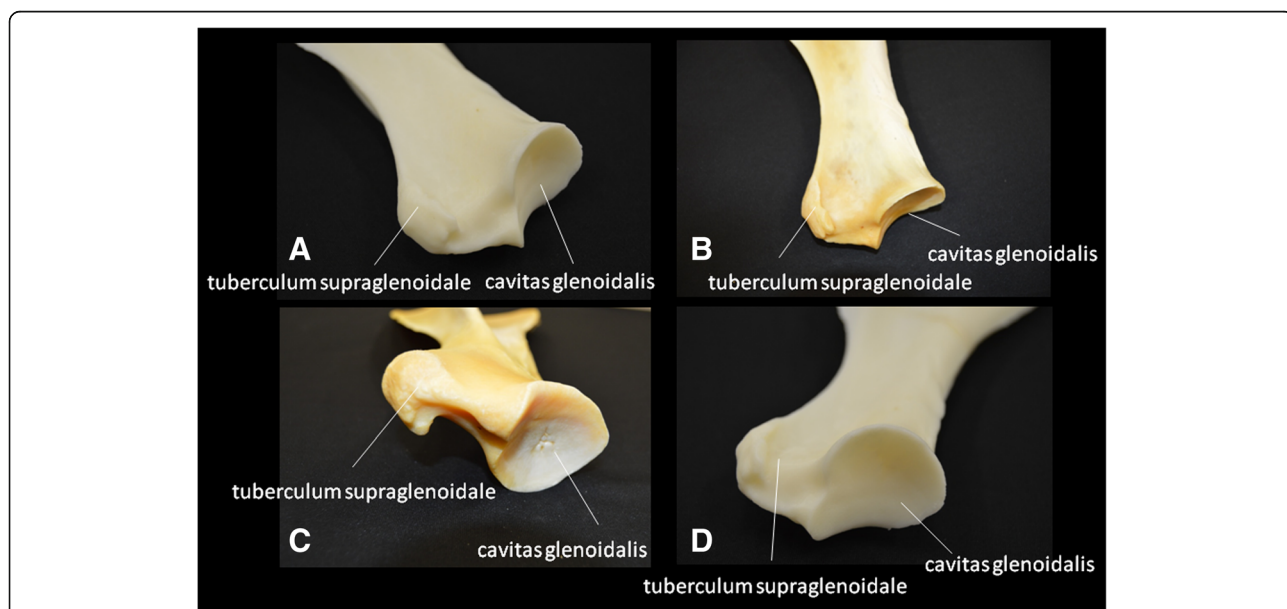 A
tuberculum supraglenoidale
cavitas glenoidalis
B
cavitas glenoidalis
tuberculum supraglenoidale
tuberculum supraglenoidale
C
cavitas glenoidalis
D
cavitas glenoidalis
tuberculum supraglenoidale